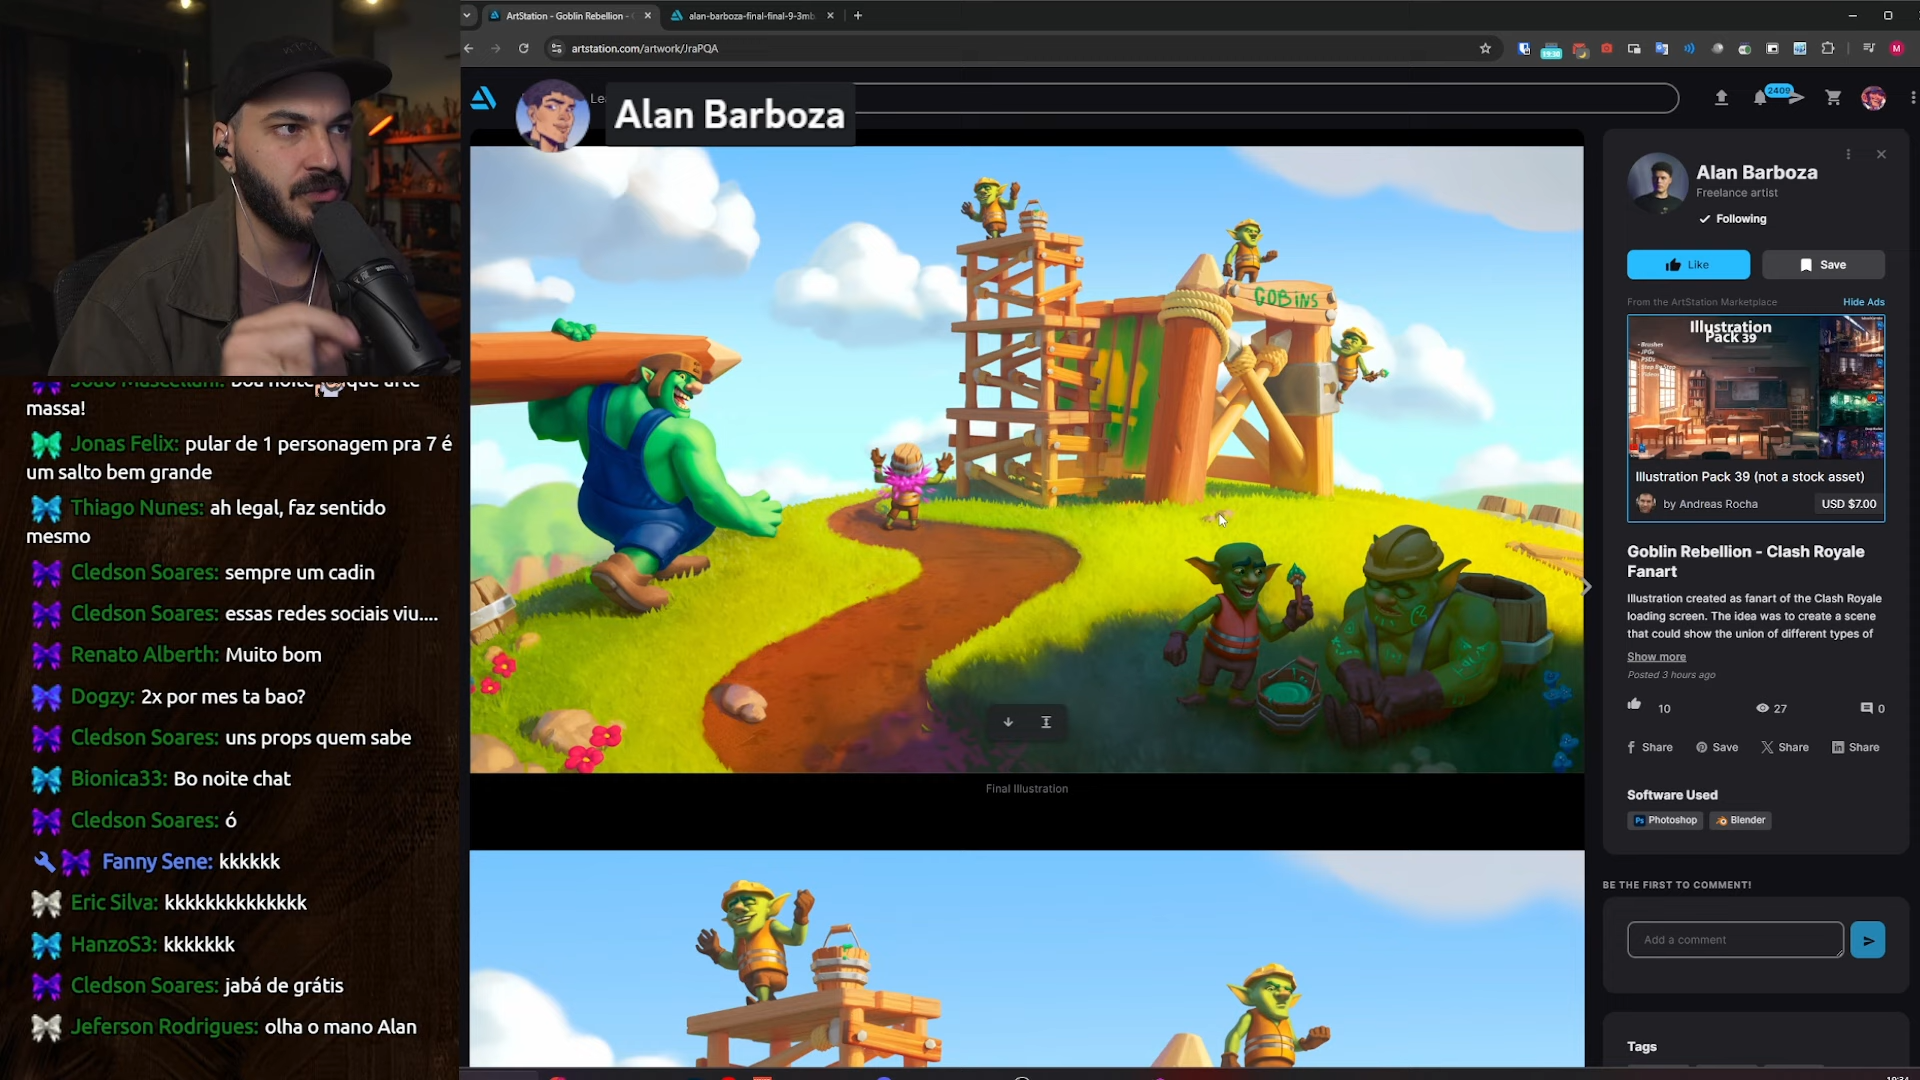 ArtStation - Goblin Rebellion -
alan-barboza-final-final-9-3mb
artstation.com/artwork/JraPQA
19:30
M
Alan Barboza
2409
GOBINS
Final Illustration
massa!
Jonas Felix: pular de 1 personagem pra 7 é
um salto bem grande
Thiago Nunes: ah legal, faz sentido
mesmo
Cledson Soares: sempre um cadin
Cledson Soares: essas redes sociais viu....
Renato Alberth: Muito bom
Dogzy: 2x por mes ta bao?
Cledson Soares: uns props quem sabe
Bionica33: Bo noite chat
Cledson Soares: ó
Fanny Sene: kkkkkk
Eric Silva: kkkkkkkkkkkkkk
HanzoS3: kkkkkkk
Cledson Soares: jabá de grátis
Jeferson Rodrigues: olha o mano Alan
Alan Barboza
Freelance artist
Following
Like
Save
From the ArtStation Marketplace
Hide Ads
Illustration
Pack 39
Illustration Pack 39 (not a stock asset)
by Andreas Rocha
USD $7.00
Goblin Rebellion - Clash Royale
Fanart
Illustration created as fanart of the Clash Royale
loading screen. The idea was to create a scene
that could show the union of different types of
Show more
Posted 3 hours ago
10
27
0
Share
Save
Share
Share
Software Used
Ps Photoshop
Blender
BE THE FIRST TO COMMENT!
Add a comment
Tags